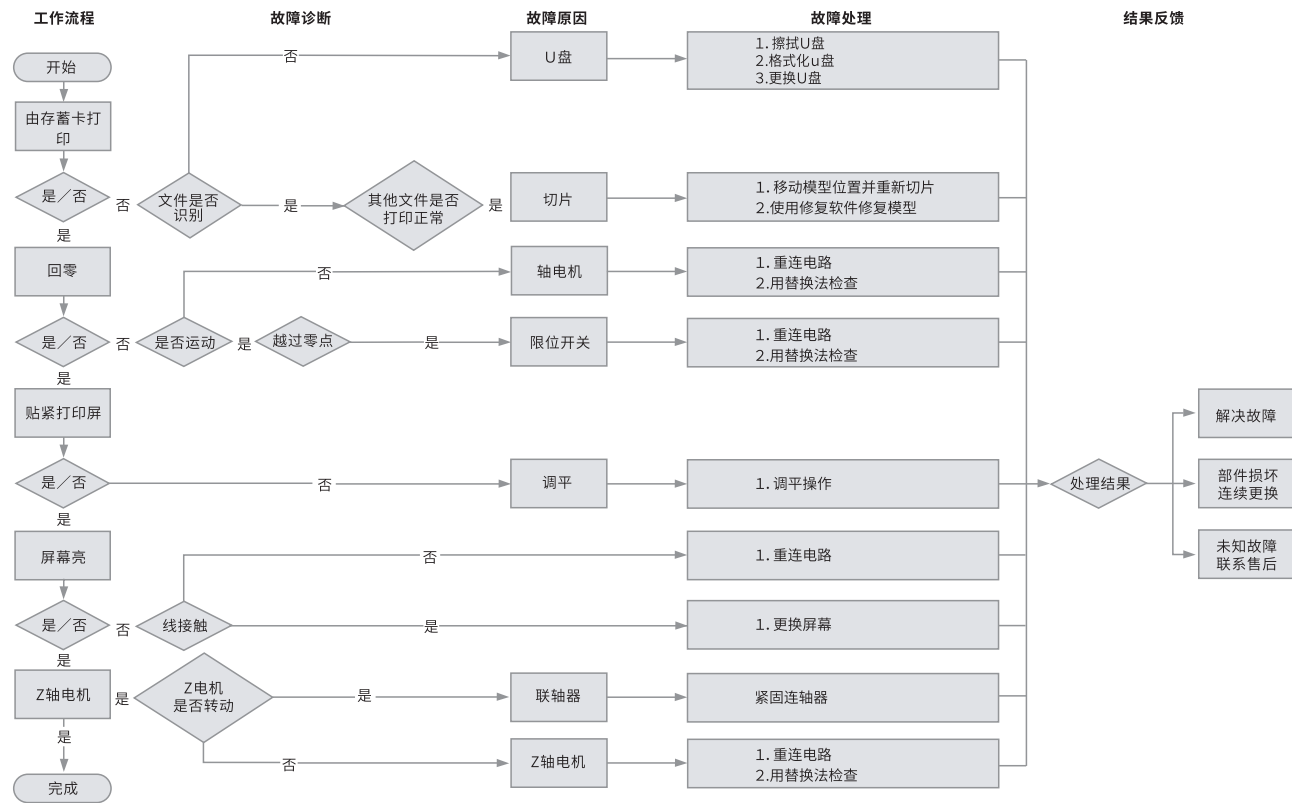 工作流程
故障诊断
故障原因
故障处理
结果反馈
开始
否
U盘
1. 擦拭U盘
2.格式化u盘
3.更换U盘
由存蓄卡打
印
是／否
否
文件是否
识别
是
其他文件是否
打印正常
是
切片
1. 移动模型位置并重新切片
2.使用修复软件修复模型
是
回零
否
轴电机
1. 重连电路
2.用替换法检查
是／否
否
是否运动
是
越过零点
是
限位开关
1. 重连电路
2.用替换法检查
是
贴紧打印屏
解决故障
是／否
否
调平
1. 调平操作
处理结果
部件损坏
连续更换
是
屏幕亮
否
1. 重连电路
未知故障
联系售后
是／否
否
线接触
是
1. 更换屏幕
是
Z轴电机
是
Z电机
是否转动
是
联轴器
紧固连轴器
是
否
Z轴电机
1. 重连电路
2.用替换法检查
完成